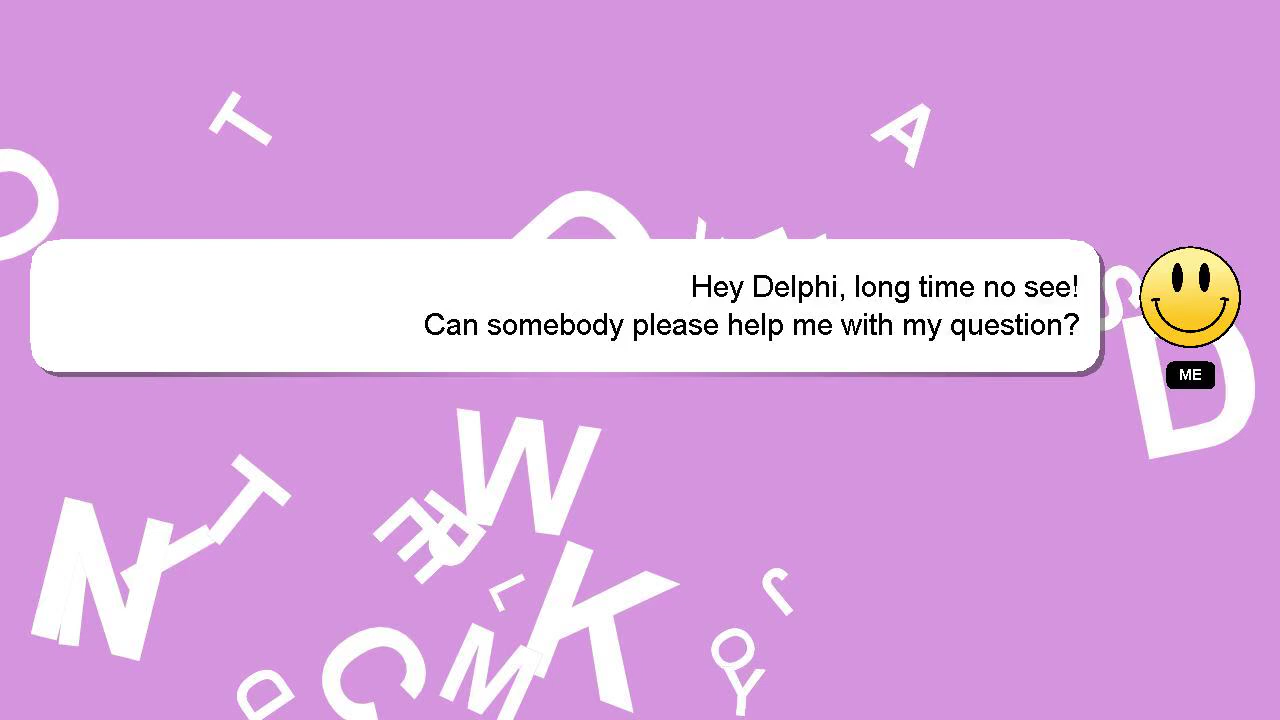 T
A
O
Hey Delphi, long time no see!
Can somebody please help me with my question?
S
D
ME
W
T
N
Y
E
R
L
K
J
M
C
O
Y
D